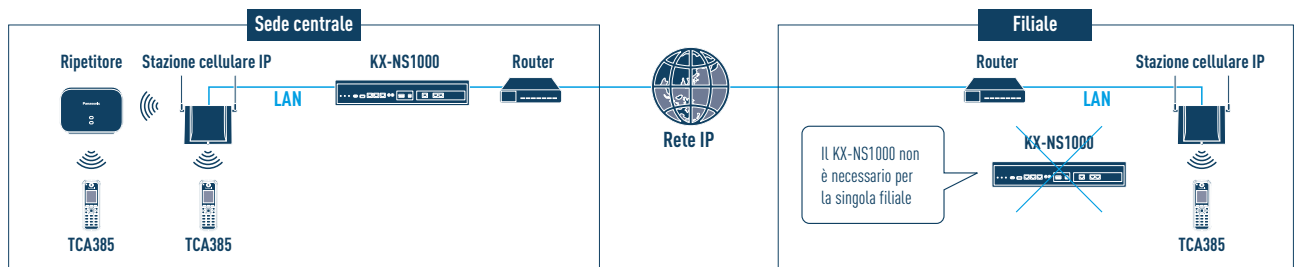 Sede centrale
Filiale
Ripetitore
Stazione cellulare IP
KX-NS1000
Router
Router
Stazione cellulare IP
Panasonic
LAN
LAN
Rete IP
Il KX-NS1000 non
è necessario per
la singola filiale
KX-NS1000
TCA385
TCA385
TCA385